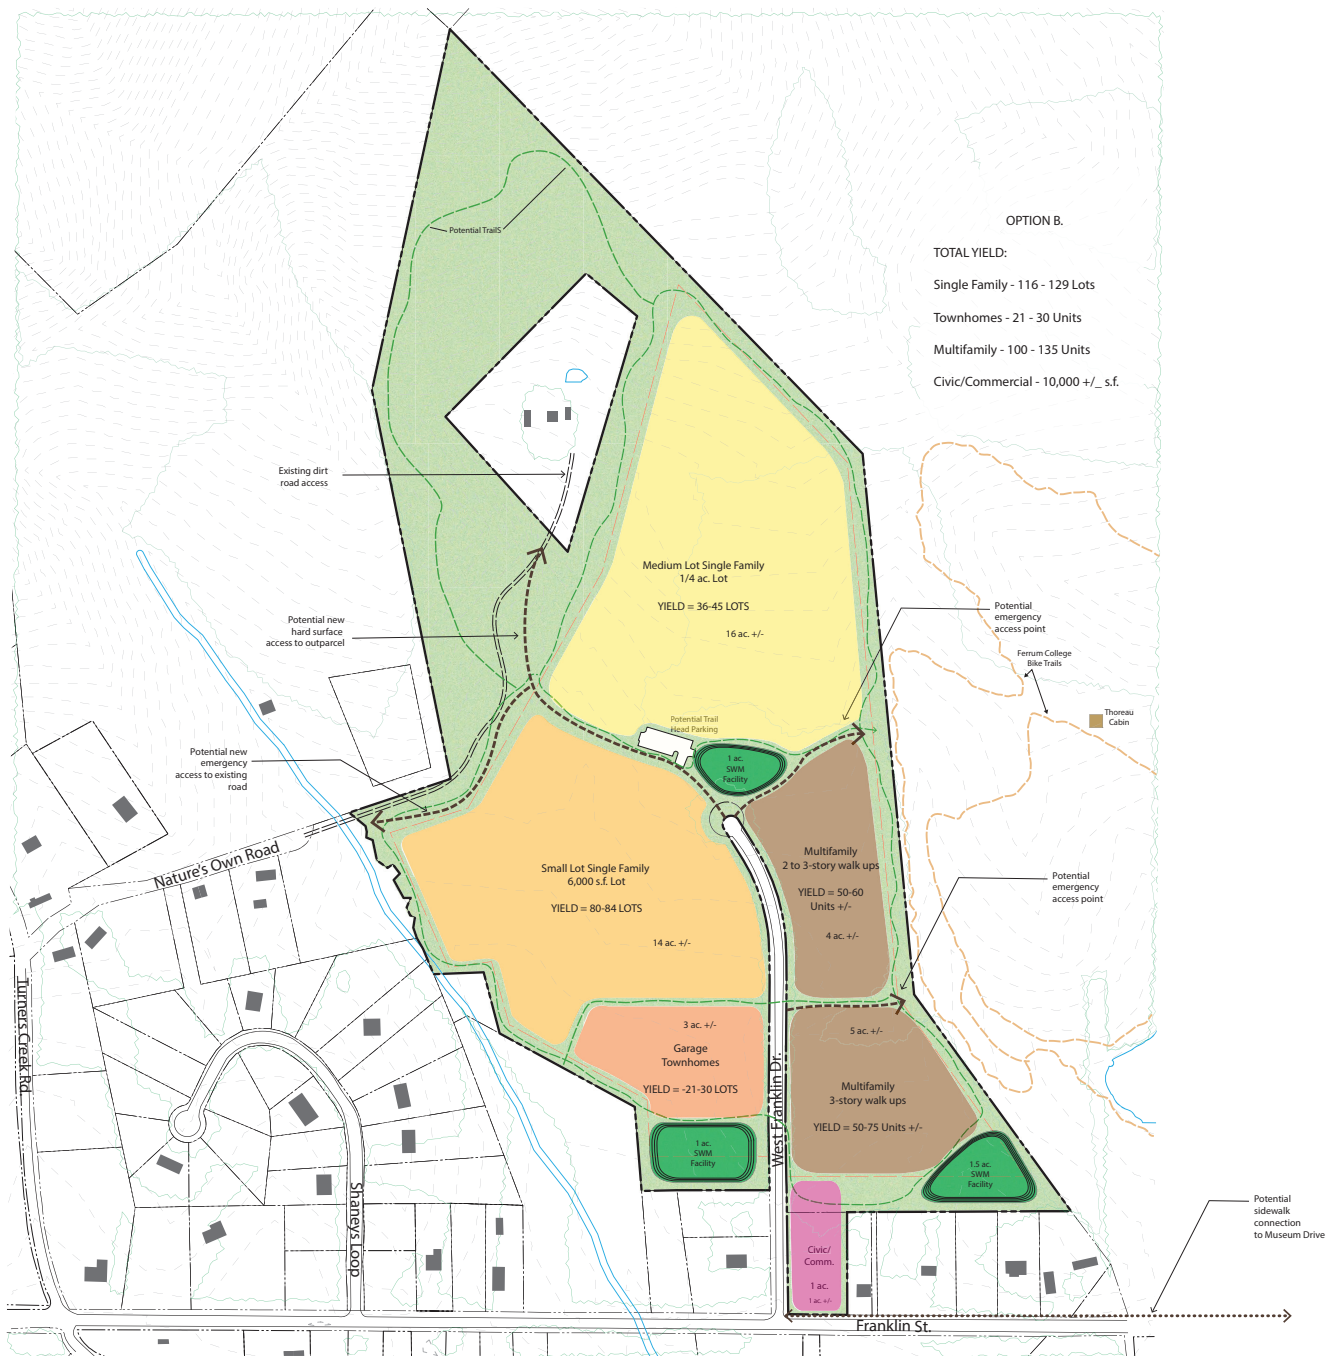 OPTION B.
TOTAL YIELD:
Single Family - 116 - 129 Lots
Townhomes - 21 - 30 Units
Multifamily - 100 - 135 Units
Civic/Commercial - 10,000 +/_ s.f.
Potential TrailS
Existing dirt
road access
Medium Lot Single Family
1/4 ac. Lot
YIELD = 36-45 LOTS
16 ac. +/-
Potential new
hard surface
access to outparcel
Potential
emergency
access point
Ferrum College
Bike Trails
Thoreau
Cabin
Potential Trail
Head Parking
Potential new
emergency
access to existing
road
1 ac.
SWM
Facility
Nature's Own Road
Small Lot Single Family
6,000 s.f. Lot
YIELD = 80-84 LOTS
14 ac. +/-
Multifamily
2 to 3-story walk ups
YIELD = 50-60
Units +/-
4 ac. +/-
Potential
emergency
access point
Turners Creek Rd.
3 ac. +/-
Garage
Townhomes
YIELD = -21-30 LOTS
West Franklin Dr.
5 ac. +/-
Multifamily
3-story walk ups
YIELD = 50-75 Units +/-
1 ac.
SWM
Facility
1.5 ac.
SWM
Facility
Shaneys Loop
Civic/
Comm.
1 ac.
1 ac. +/-
Potential
sidewalk
connection
to Museum Drive
Franklin St.